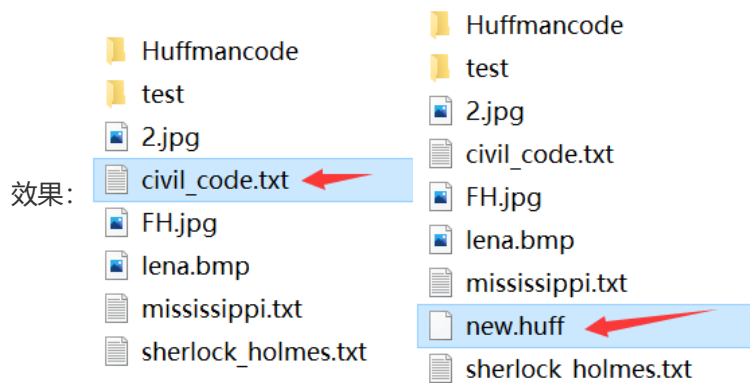 效果：
Huffmancode
test
2.jpg
civil_code.txt
FH.jpg
lena.bmp
mississippi.txt
sherlock_holmes.txt
Huffmancode
test
2.jpg
civil_code.txt
FH.jpg
lena.bmp
mississippi.txt
new.huff
sherlock_holmes.txt